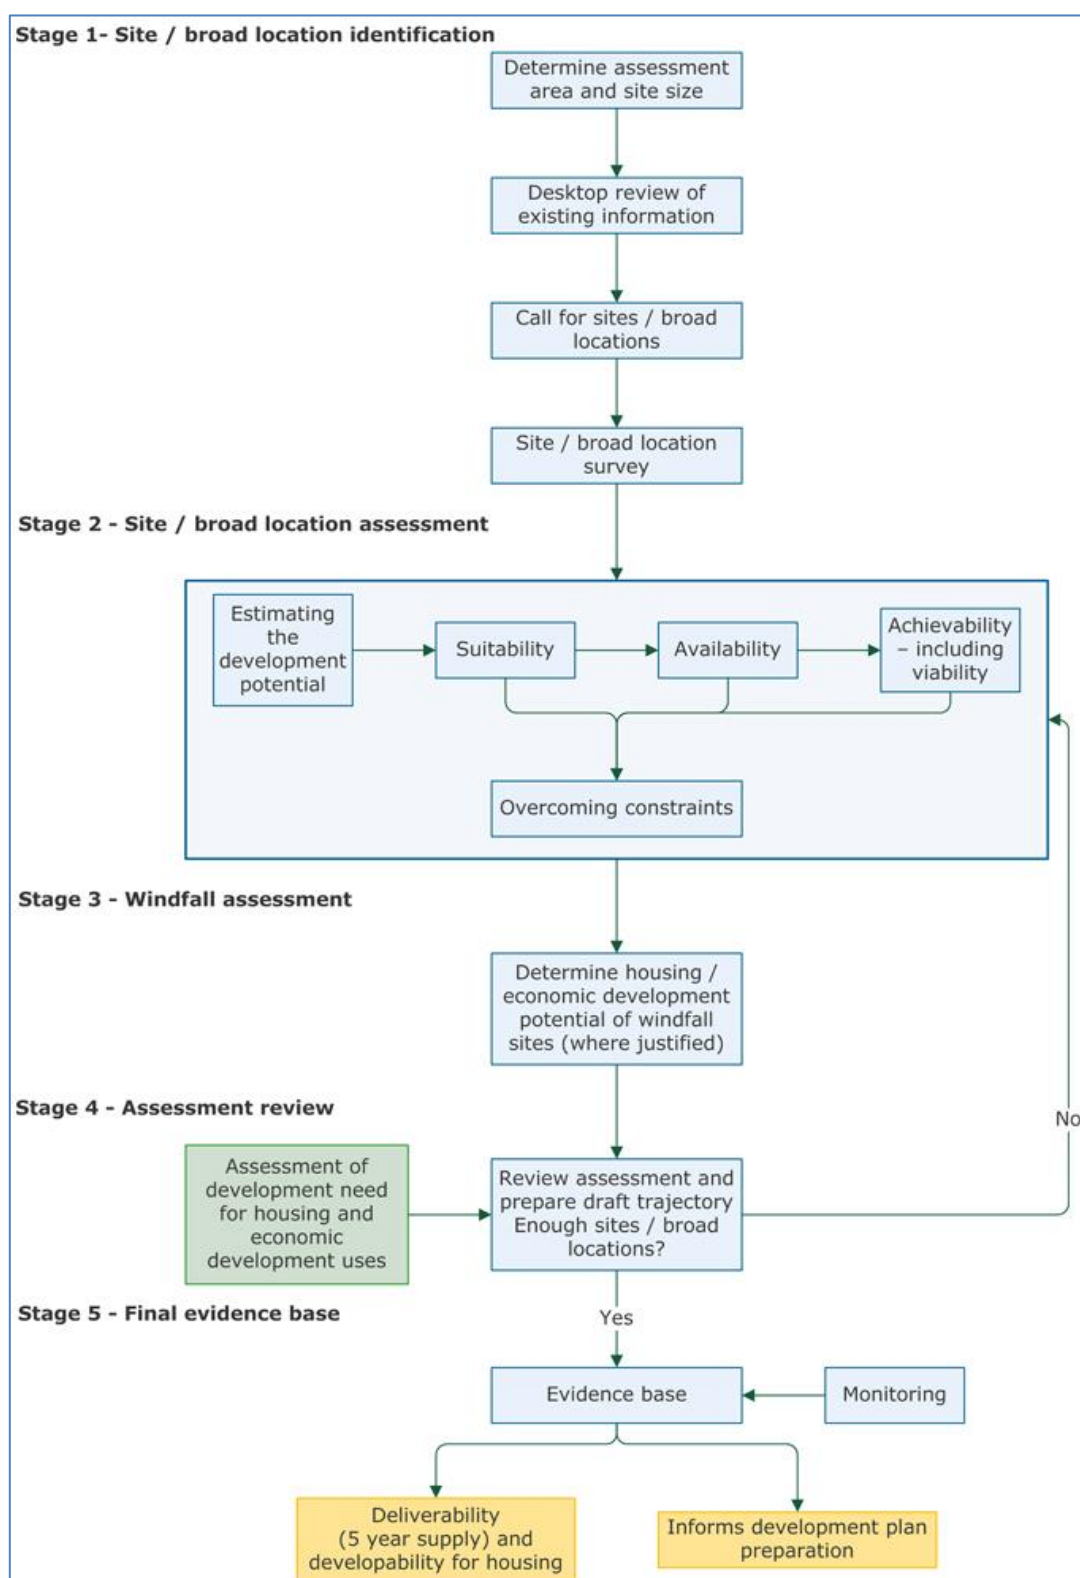 Stage 1- Site / broad location identification
Determine assessment
area and site size
Desktop review of
existing information
Call for sites / broad
locations
Site / broad location
survey
Stage 2 - Site / broad location assessment
Estimating
the
development
potential
Suitability
Availability
Achievability
– including
viability
Overcoming constraints
Stage 3 - Windfall assessment
Determine housing /
economic development
potential of windfall
sites (where justified)
Stage 4 - Assessment review
No
Assessment of
development need
for housing and
economic
development uses
Review assessment and
prepare draft trajectory
Enough sites / broad
locations?
Stage 5 - Final evidence base
Yes
Evidence base
Monitoring
Deliverability
(5 year supply) and
developability for housing
Informs development plan
preparation